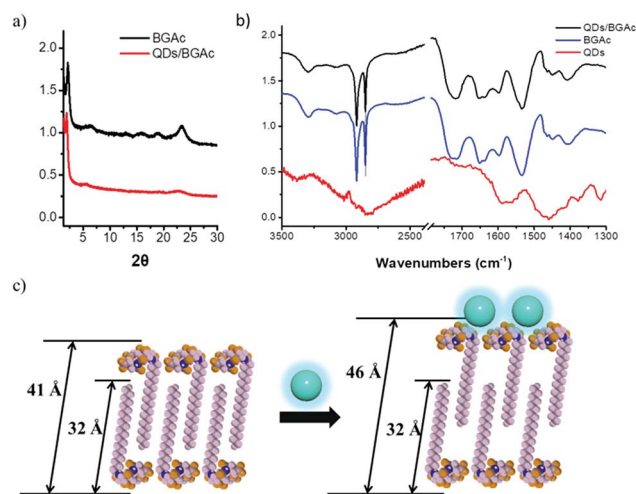 a)
BGAc
QDs/BGAc
2.0
1.5
1.0
0.5
0.0
5 10 15 20 25 30
2θ
b)
QDs/BGAc
BGAc
QDs
2.0
1.5
1.0
0.5
0.0
3500 3000 2500 1700 1600 1500 1400 1300
Wavenumbers (cm⁻¹)
c)
41 Å
32 Å
46 Å
32 Å